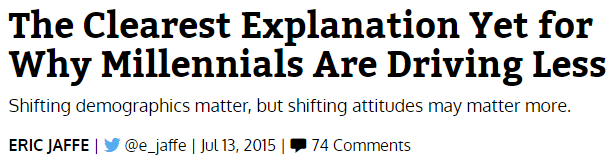 The Clearest Explanation Yet for
Why Millennials Are Driving Less
Shifting demographics matter, but shifting attitudes may matter more.
ERIC JAFFE | @e_jaffe | Jul 13, 2015 | 74 Comments